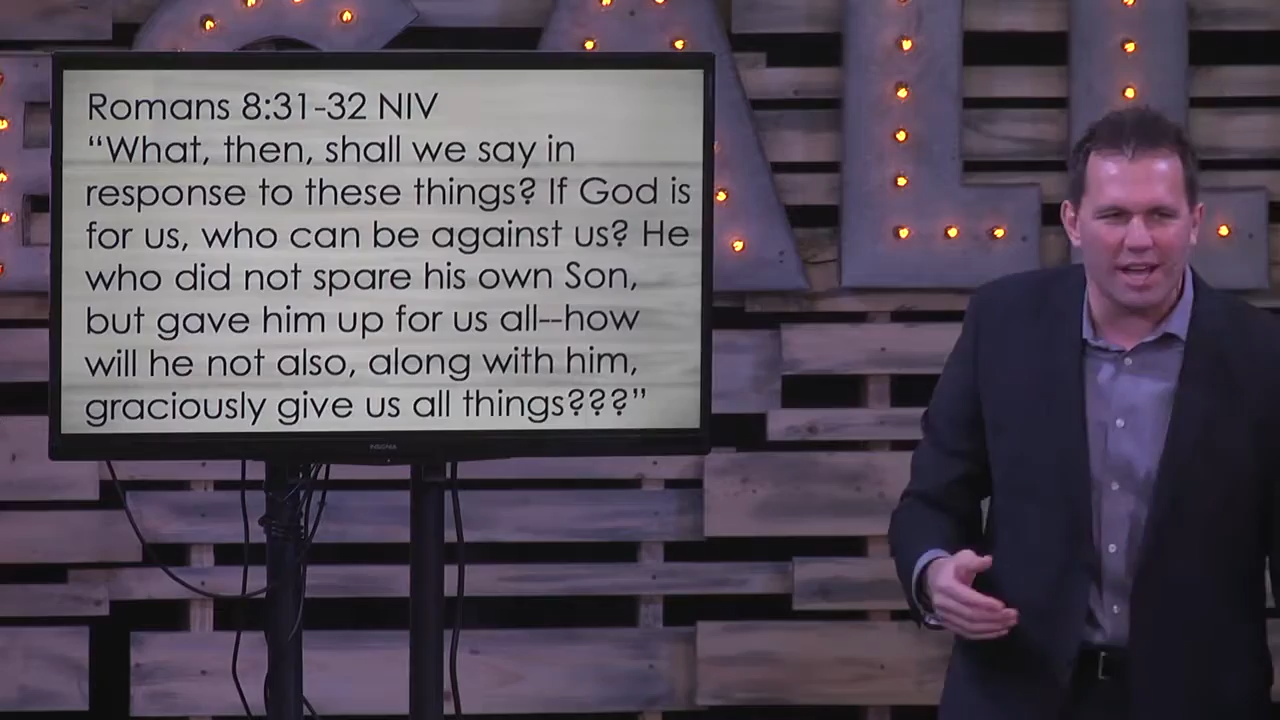 Romans 8:31-32 NIV
“What, then, shall we say in
response to these things? If God is
for us, who can be against us? He
who did not spare his own Son,
but gave him up for us all--how
will he not also, along with him,
graciously give us all things???”
INSIGNIA